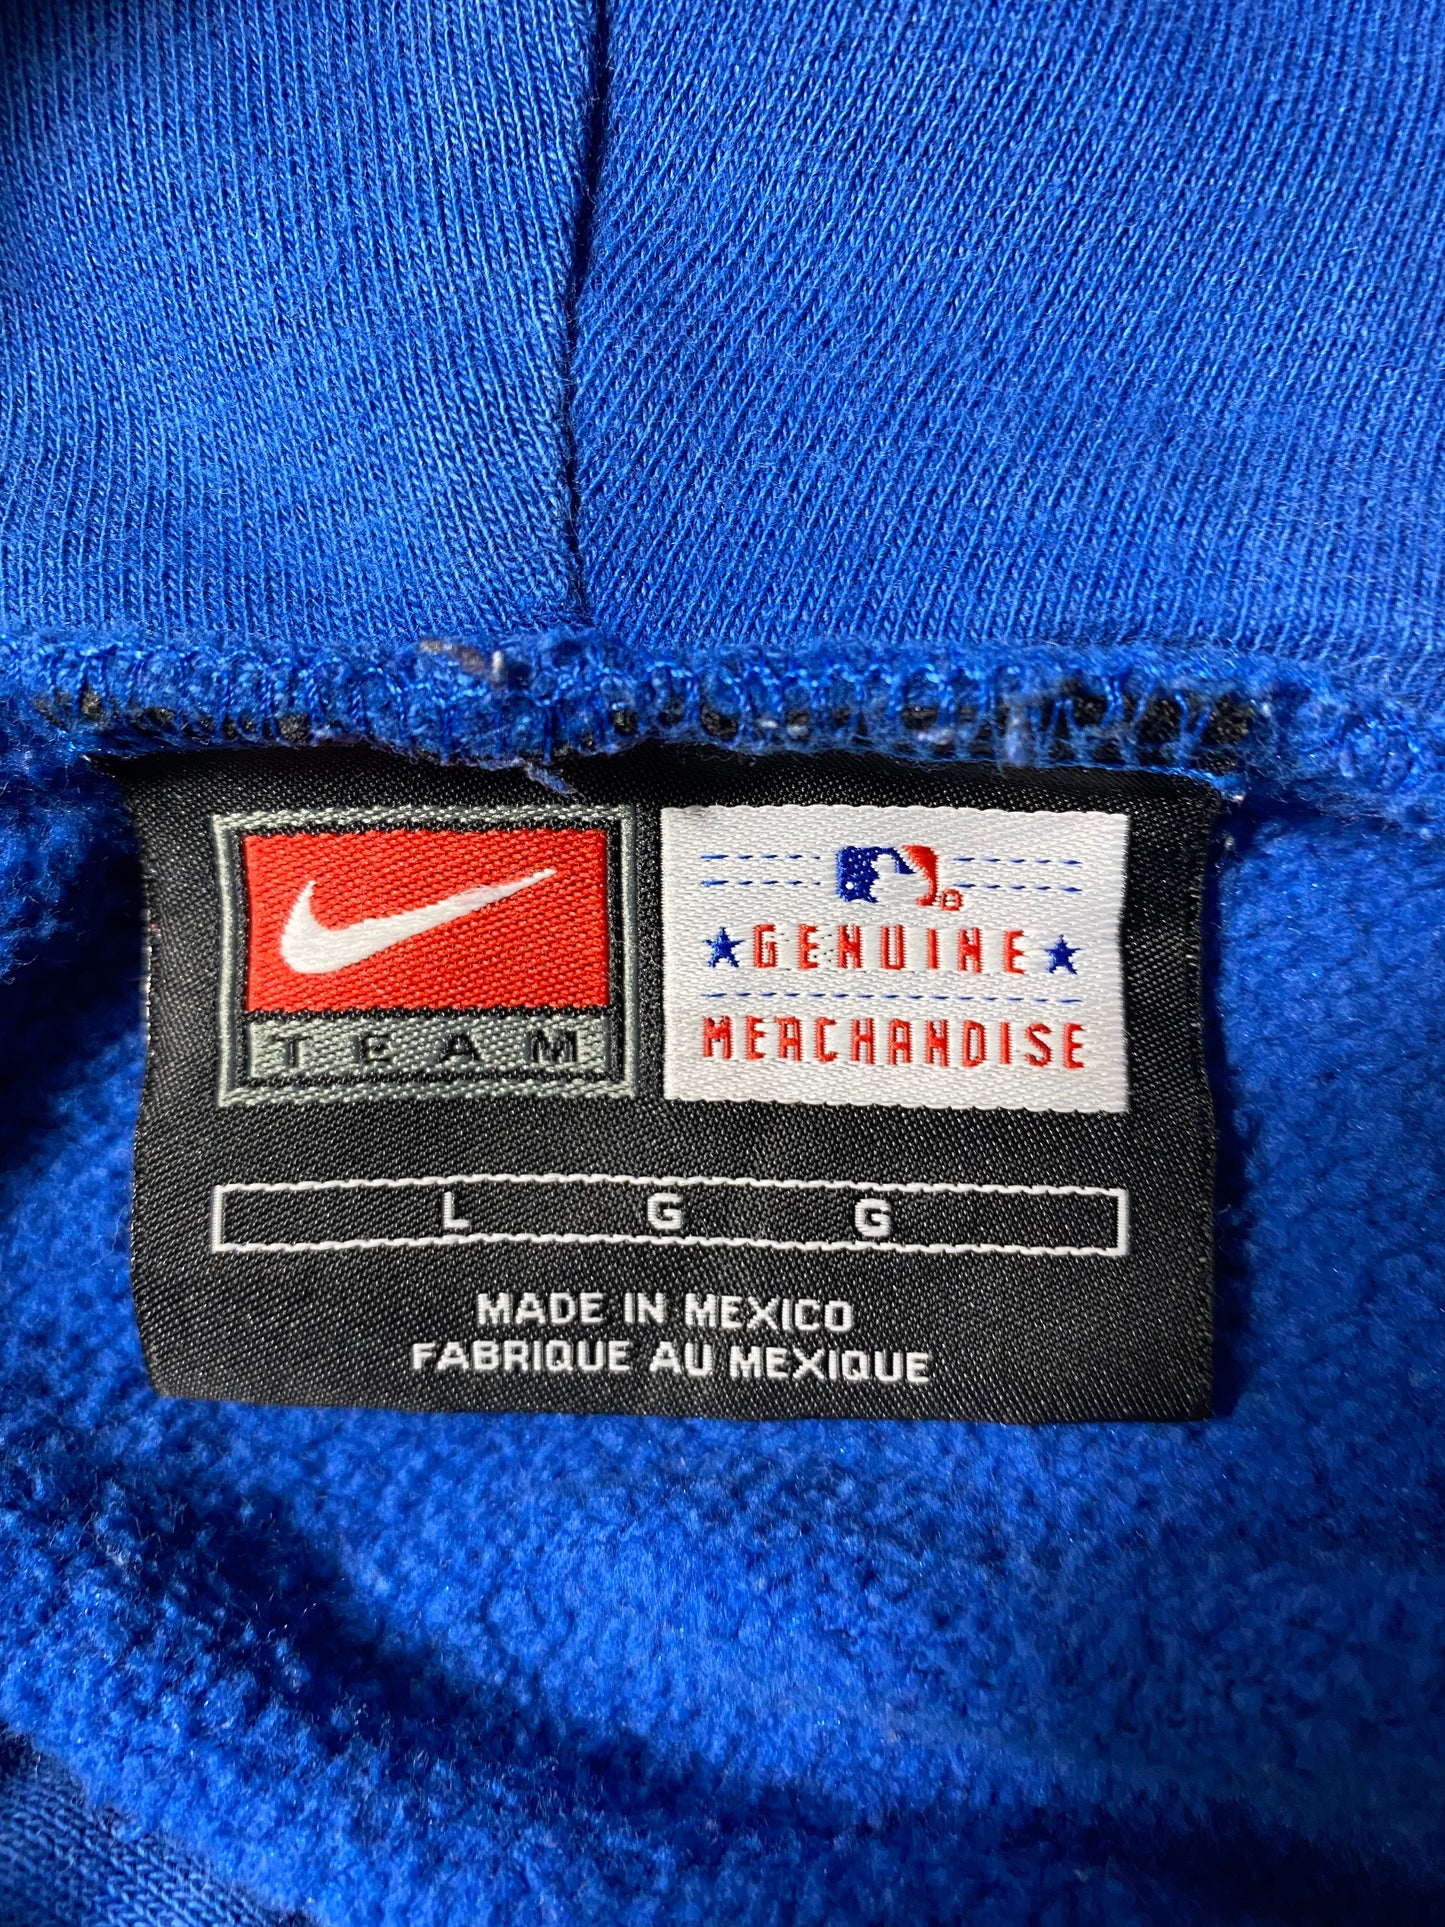 TEAM
GENUINE
MERCHANDISE
L G G
MADE IN MEXICO
FABRIQUE AU MEXIQUE